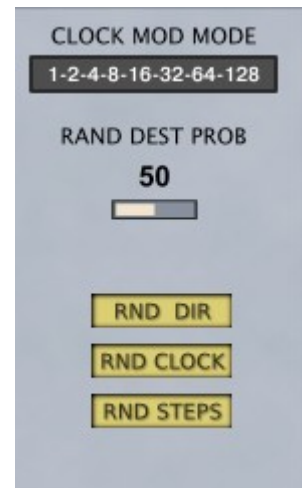 CLOCK MOD MODE
1-2-4-8-16-32-64-128
RAND DEST PROB
50
RND DIR
RND CLOCK
RND STEPS